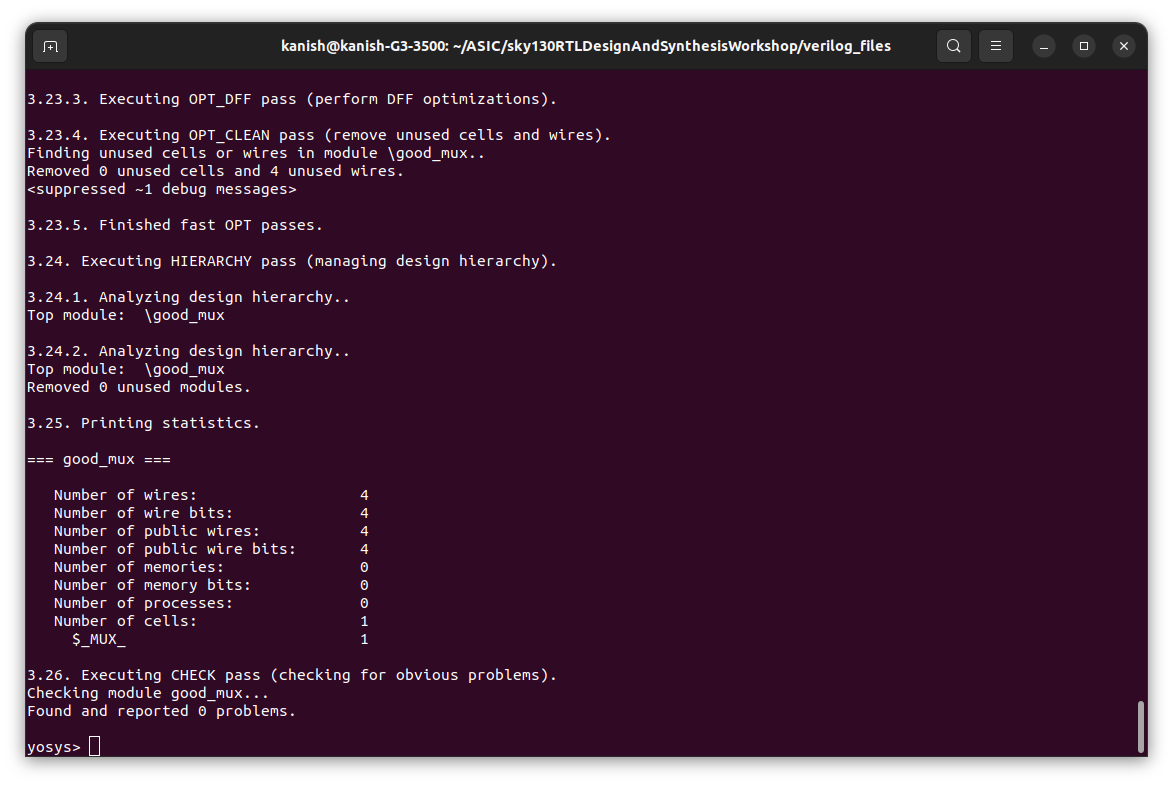 kanish@kanish-G3-3500: ~/ASIC/sky130RTLDesignAndSynthesisWorkshop/verilog_files
3.23.3. Executing OPT_DFF pass (perform DFF optimizations).
3.23.4. Executing OPT_CLEAN pass (remove unused cells and wires).
Finding unused cells or wires in module \good_mux..
Removed 0 unused cells and 4 unused wires.
<suppressed ~1 debug messages>
3.23.5. Finished fast OPT passes.
3.24. Executing HIERARCHY pass (managing design hierarchy).
3.24.1. Analyzing design hierarchy..
Top module:  \good_mux
3.24.2. Analyzing design hierarchy..
Top module:  \good_mux
Removed 0 unused modules.
3.25. Printing statistics.
=== good_mux ===
   Number of wires:                  4
   Number of wire bits:              4
   Number of public wires:           4
   Number of public wire bits:       4
   Number of memories:               0
   Number of memory bits:            0
   Number of processes:              0
   Number of cells:                  1
     $_MUX_                          1
3.26. Executing CHECK pass (checking for obvious problems).
Checking module good_mux...
Found and reported 0 problems.
yosys>